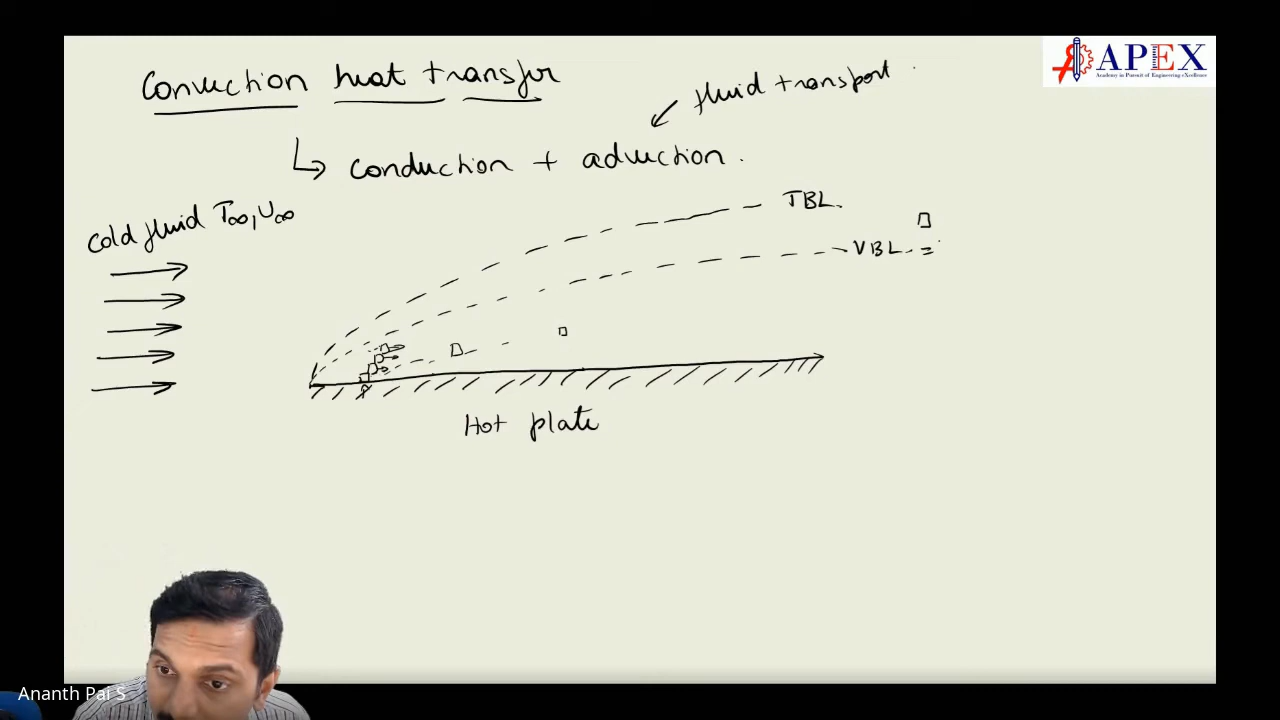 Convection heat transfer
fluid transport
↳ conduction + advection.
APEX
Academy in Pursuit of Engineering eXcellence
cold fluid T∞, U∞
TBL.
VBL
Hot plate
Ananth Pai S